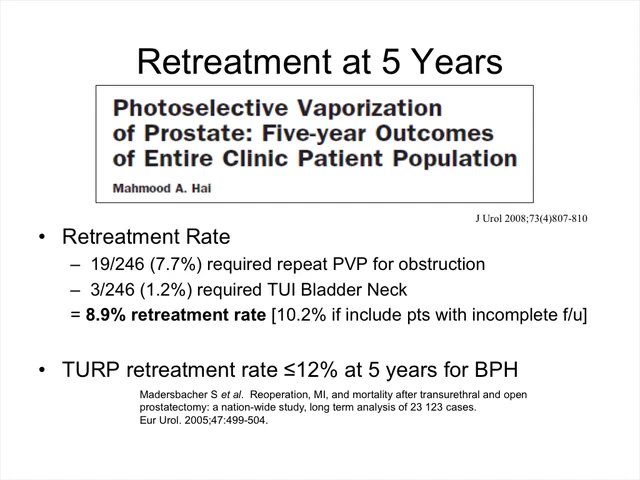 Retreatment at 5 Years
Photoselective Vaporization
of Prostate: Five-year Outcomes
of Entire Clinic Patient Population
Mahmood A. Hai
J Urol 2008;73(4)807-810
• Retreatment Rate
– 19/246 (7.7%) required repeat PVP for obstruction
– 3/246 (1.2%) required TUI Bladder Neck
= 8.9% retreatment rate [10.2% if include pts with incomplete f/u]
• TURP retreatment rate ≤12% at 5 years for BPH
Madersbacher S et al. Reoperation, MI, and mortality after transurethral and open
prostatectomy: a nation-wide study, long term analysis of 23 123 cases.
Eur Urol. 2005;47:499-504.